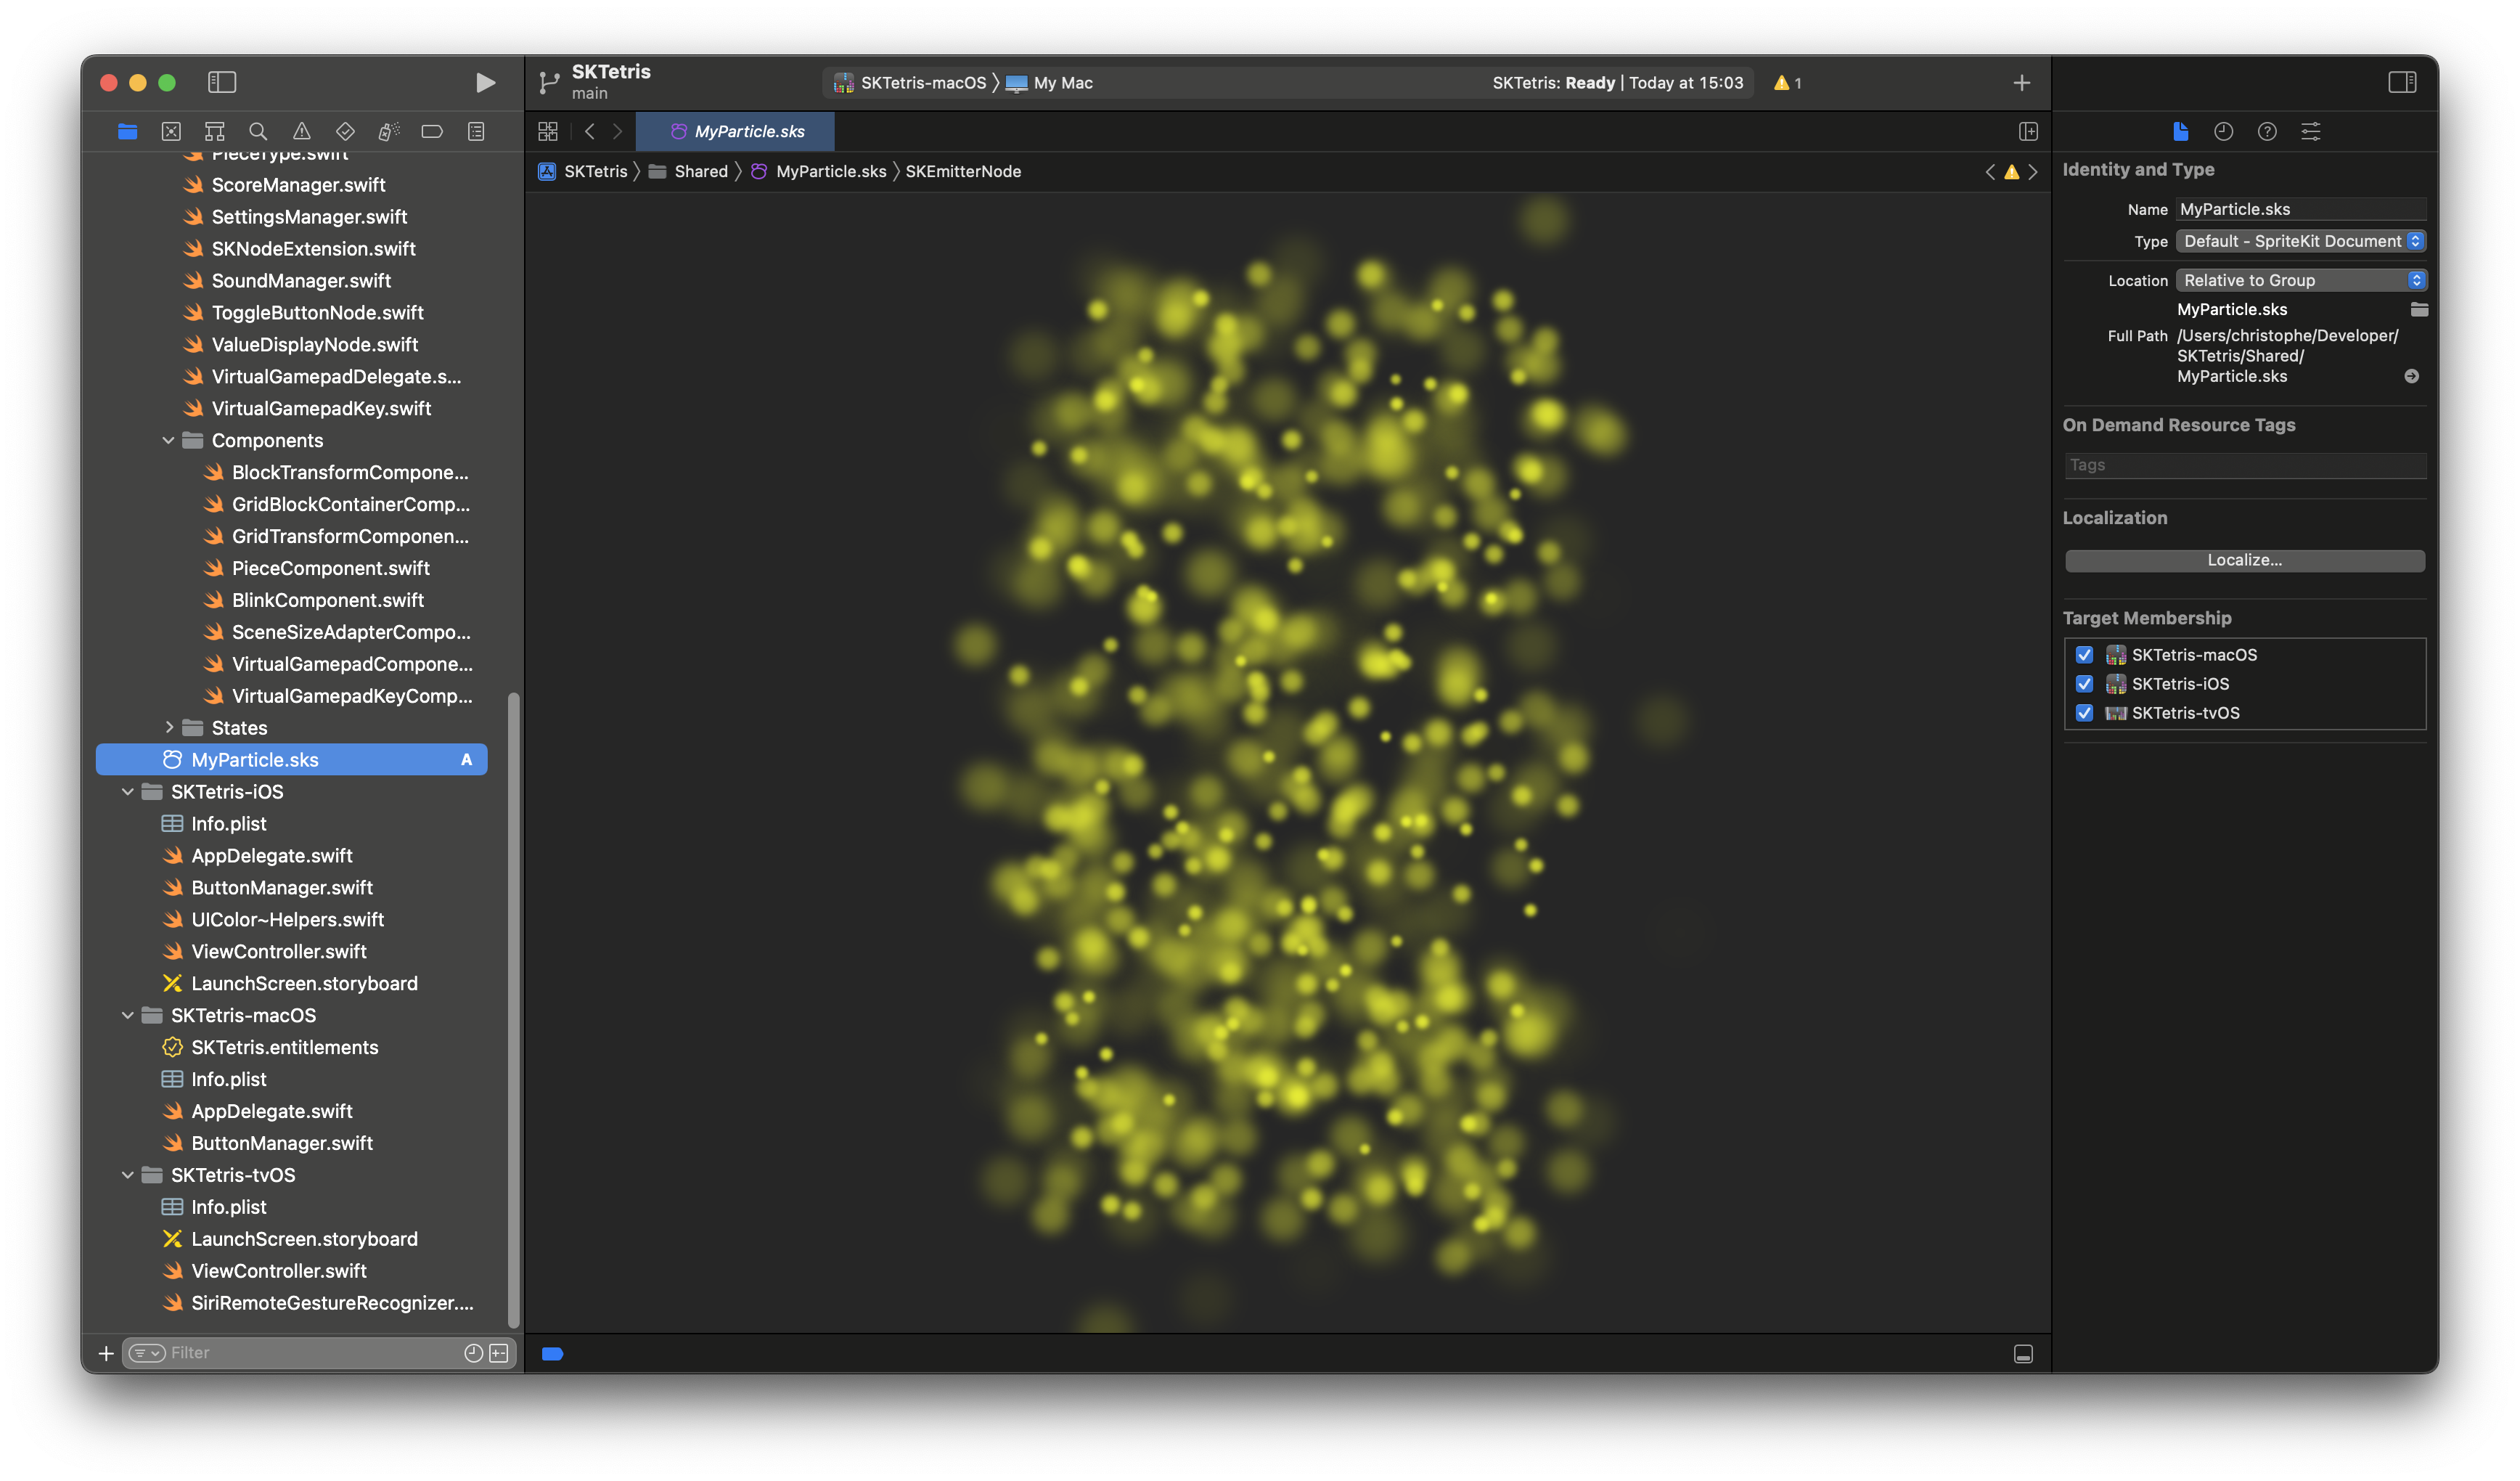 SKTetris
main
SKTetris-macOS
My Mac
SKTetris: Ready | Today at 15:03
1
PieceType.swift
ScoreManager.swift
SettingsManager.swift
SKNodeExtension.swift
SoundManager.swift
ToggleButtonNode.swift
ValueDisplayNode.swift
VirtualGamepadDelegate.s...
VirtualGamepadKey.swift
Components
BlockTransformCompone...
GridBlockContainerComp...
GridTransformComponen...
PieceComponent.swift
BlinkComponent.swift
SceneSizeAdapterCompo...
VirtualGamepadCompone...
VirtualGamepadKeyComp...
States
MyParticle.sks A
SKTetris-iOS
Info.plist
AppDelegate.swift
ButtonManager.swift
UIColor~Helpers.swift
ViewController.swift
LaunchScreen.storyboard
SKTetris-macOS
SKTetris.entitlements
Info.plist
AppDelegate.swift
ButtonManager.swift
SKTetris-tvOS
Info.plist
LaunchScreen.storyboard
ViewController.swift
SiriRemoteGestureRecognizer....
Filter
MyParticle.sks
SKTetris
Shared
MyParticle.sks
SKEmitterNode
Identity and Type
Name MyParticle.sks
Type Default - SpriteKit Document
Location Relative to Group
MyParticle.sks
Full Path /Users/christophe/Developer/
SKTetris/Shared/
MyParticle.sks
On Demand Resource Tags
Tags
Localization
Localize...
Target Membership
SKTetris-macOS
SKTetris-iOS
SKTetris-tvOS